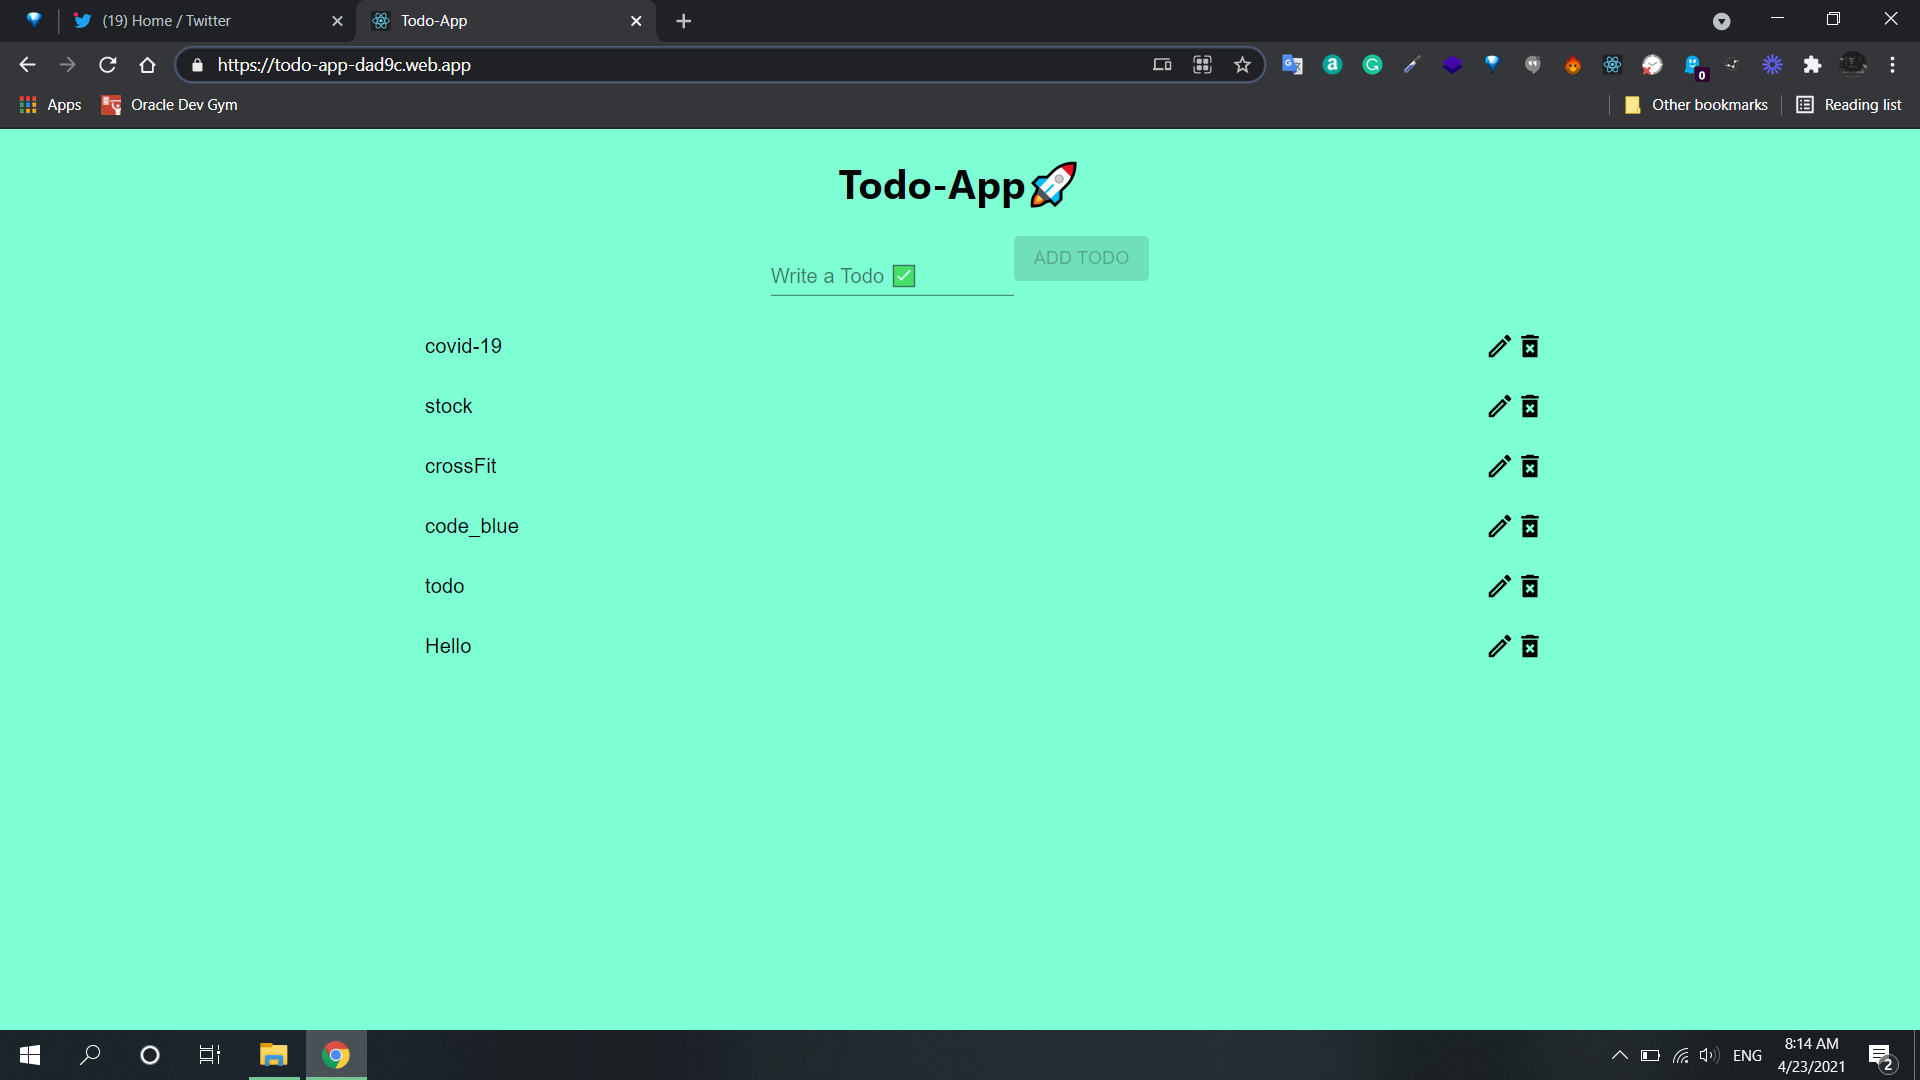 (19) Home / Twitter
Todo-App
https://todo-app-dad9c.web.app
0
Apps
Oracle Dev Gym
Other bookmarks
Reading list
Todo-App🚀
Write a Todo ✅
ADD TODO
covid-19
stock
crossFit
code_blue
todo
Hello
ENG
8:14 AM
4/23/2021
2